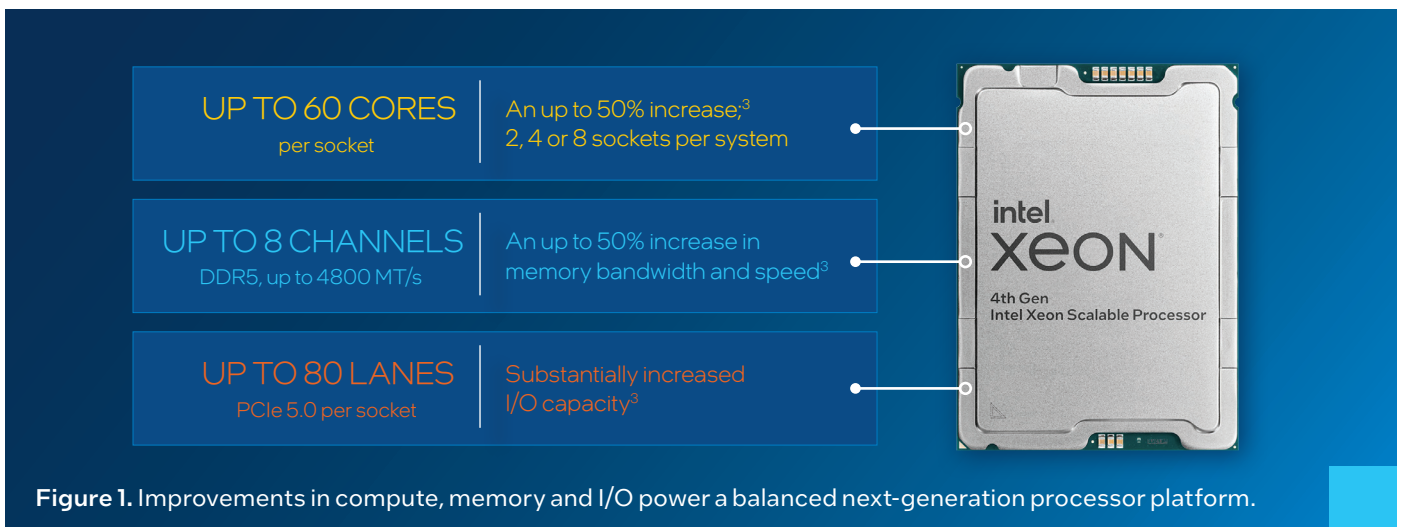 UP TO 60 CORES
per socket
An up to 50% increase;³
2, 4 or 8 sockets per system
UP TO 8 CHANNELS
DDR5, up to 4800 MT/s
An up to 50% increase in
memory bandwidth and speed³
UP TO 80 LANES
PCIe 5.0 per socket
Substantially increased
I/O capacity³
intel.
xeon®
4th Gen
Intel Xeon Scalable Processor
Figure 1. Improvements in compute, memory and I/O power a balanced next-generation processor platform.